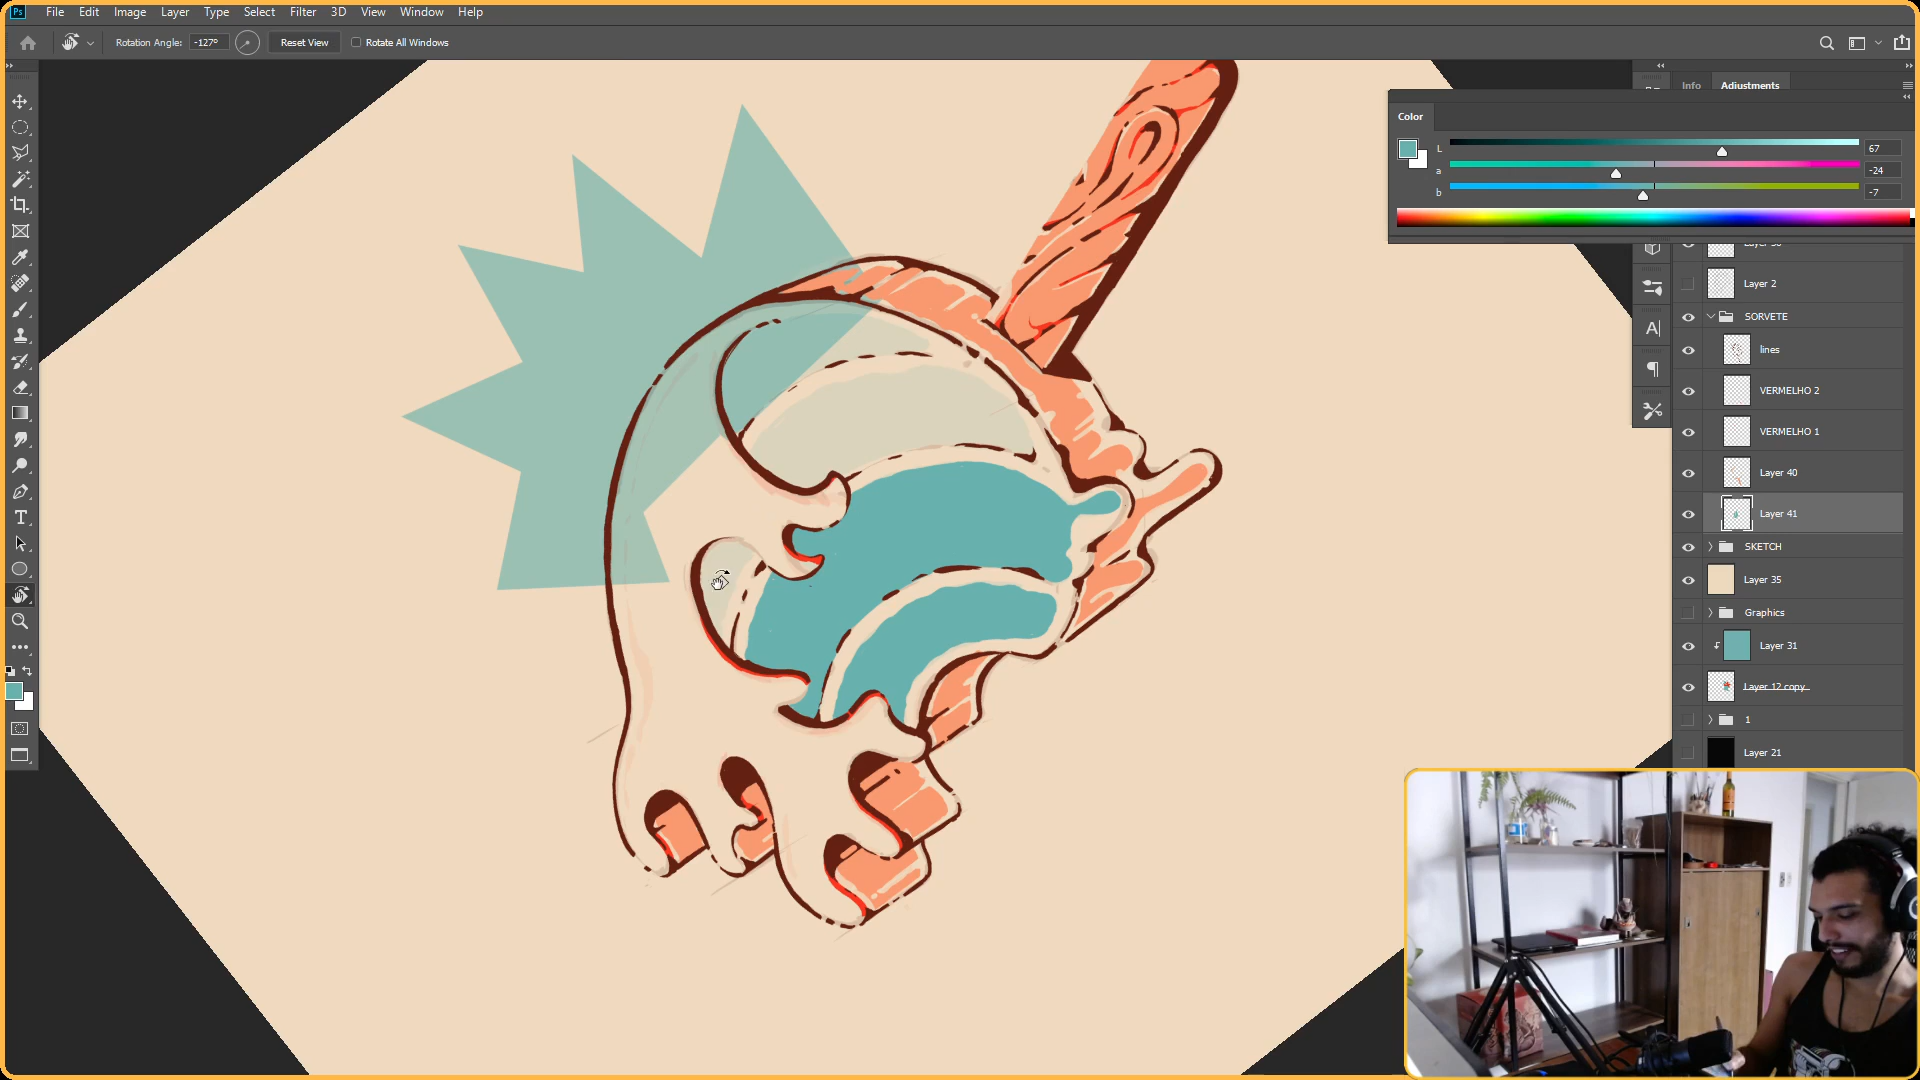 Ps File Edit Image Layer Type Select Filter 3D View Window Help
Rotation Angle: -127° Reset View Rotate All Windows
Info Adjustments
Color
L 67
a -24
b -7
Layer 2
SORVETE
lines
VERMELHO 2
VERMELHO 1
Layer 40
Layer 41
SKETCH
Layer 35
Graphics
Layer 31
Layer 12 copy
1
Layer 21